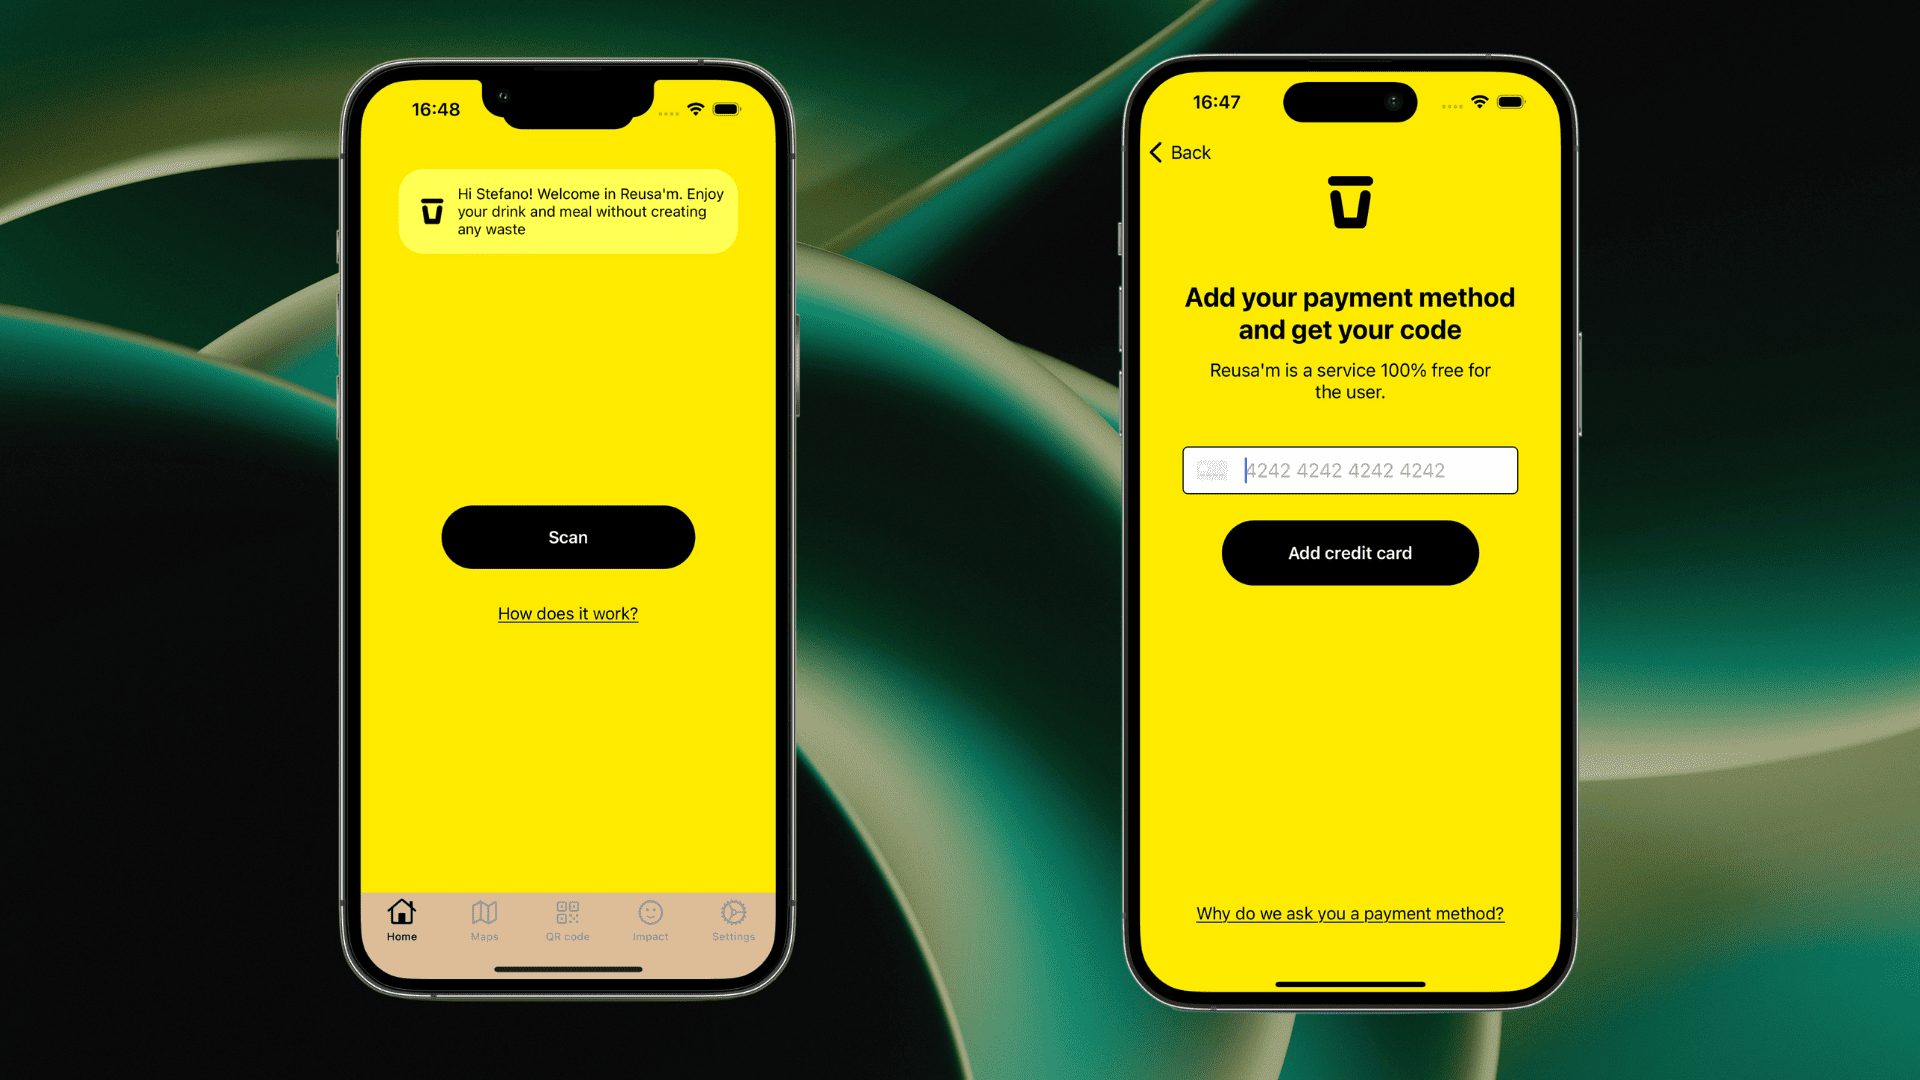 16:48
Hi Stefano! Welcome in Reusa'm. Enjoy
your drink and meal without creating
any waste
Scan
How does it work?
Home
Maps
QR code
Impact
Settings
16:47
Back
Add your payment method
and get your code
Reusa'm is a service 100% free for
the user.
4242 4242 4242 4242
Add credit card
Why do we ask you a payment method?